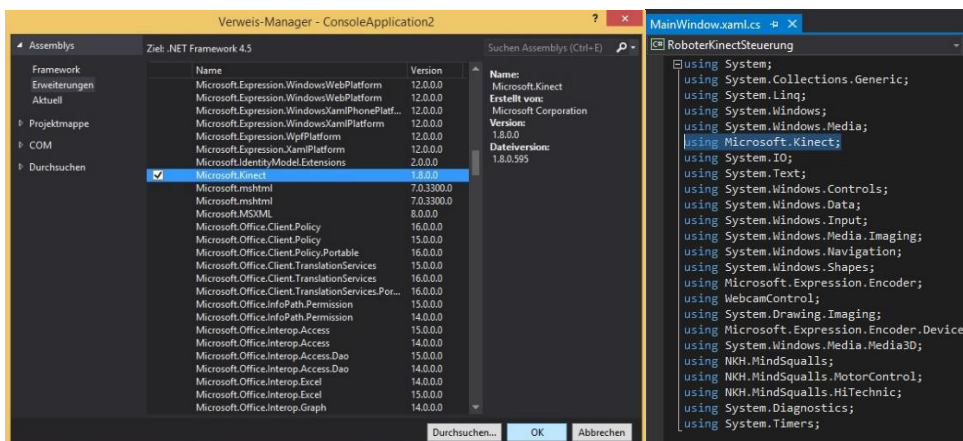 Verweis-Manager - ConsoleApplication2
?
×
Assemblys
Framework
Erweiterungen
Aktuell
Projektmappe
COM
Durchsuchen
Ziel: .NET Framework 4.5
Suchen Assemblys (Ctrl+E)
Name Version
Microsoft.Expression.WindowsWebPlatform 12.0.0.0
Microsoft.Expression.WindowsWebPlatform 12.0.0.0
Microsoft.Expression.WindowsXamlPhonePlatf... 12.0.0.0
Microsoft.Expression.WindowsXamlPlatform 12.0.0.0
Microsoft.Expression.WpfPlatform 12.0.0.0
Microsoft.Expression.XamlPlatform 12.0.0.0
Microsoft.IdentityModel.Extensions 2.0.0.0
Microsoft.Kinect 1.8.0.0
Microsoft.mshtml 7.0.3300.0
Microsoft.mshtml 7.0.3300.0
Microsoft.MSXML 8.0.0.0
Microsoft.Office.Client.Policy 16.0.0.0
Microsoft.Office.Client.Policy 15.0.0.0
Microsoft.Office.Client.Policy.Portable 16.0.0.0
Microsoft.Office.Client.TranslationServices 15.0.0.0
Microsoft.Office.Client.TranslationServices 16.0.0.0
Microsoft.Office.Client.TranslationServices.Por... 16.0.0.0
Microsoft.Office.InfoPath.Permission 15.0.0.0
Microsoft.Office.InfoPath.Permission 14.0.0.0
Microsoft.Office.Interop.Access 15.0.0.0
Microsoft.Office.Interop.Access 14.0.0.0
Microsoft.Office.Interop.Access.Dao 15.0.0.0
Microsoft.Office.Interop.Access.Dao 14.0.0.0
Microsoft.Office.Interop.Excel 14.0.0.0
Microsoft.Office.Interop.Excel 15.0.0.0
Microsoft.Office.Interop.Graph 14.0.0.0
Name:
Microsoft.Kinect
Erstellt von:
Microsoft Corporation
Version:
1.8.0.0
Dateiversion:
1.8.0.595
Durchsuchen... OK Abbrechen
MainWindow.xaml.cs
C# RoboterKinectSteuerung
using System;
using System.Collections.Generic;
using System.Linq;
using System.Windows;
using System.Windows.Media;
using Microsoft.Kinect;
using System.IO;
using System.Text;
using System.Windows.Controls;
using System.Windows.Data;
using System.Windows.Input;
using System.Windows.Media.Imaging;
using System.Windows.Navigation;
using System.Windows.Shapes;
using Microsoft.Expression.Encoder;
using WebcamControl;
using System.Drawing.Imaging;
using Microsoft.Expression.Encoder.Device
using System.Windows.Media.Media3D;
using NKH.MindSqualls;
using NKH.MindSqualls.MotorControl;
using NKH.MindSqualls.HiTechnic;
using System.Diagnostics;
using System.Timers;